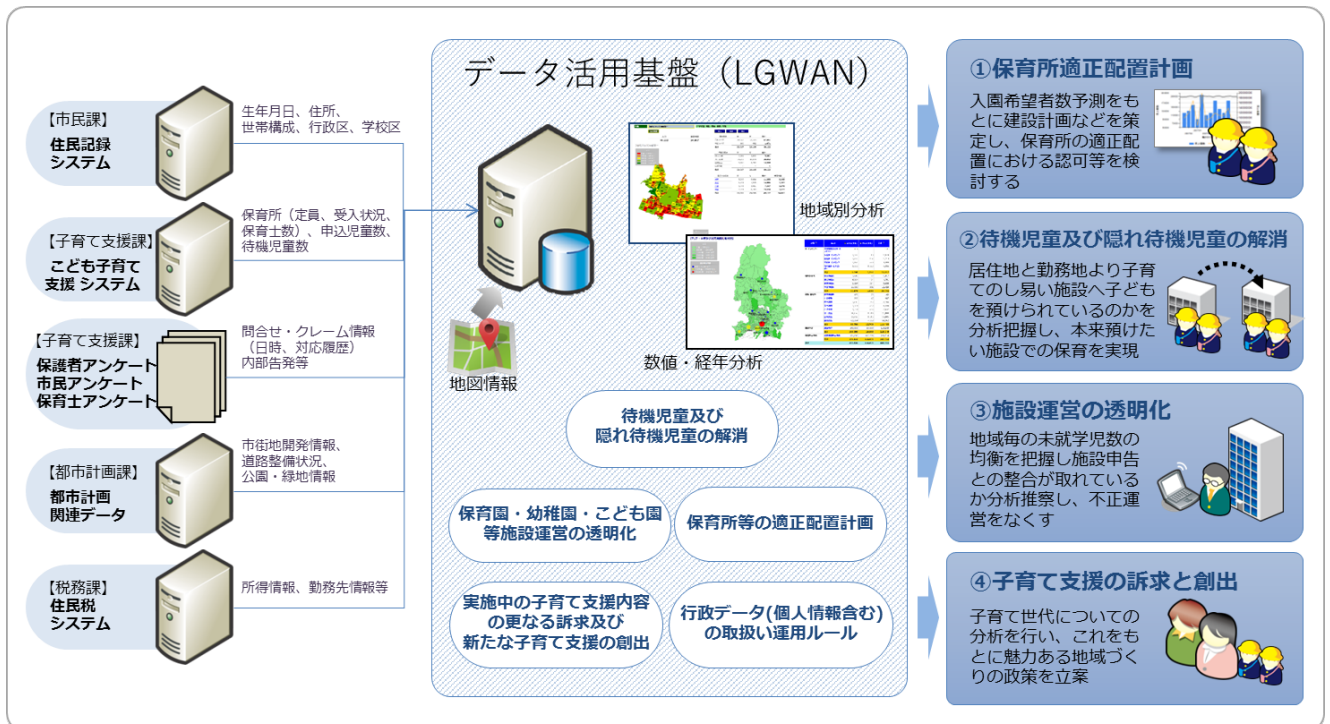 【市民課】
住民記録
システム
生年月日、住所、
世帯構成、行政区、学校区
【子育て支援課】
こども子育て
支援 システム
保育所（定員、受入状況、
保育士数）、申込児童数、
待機児童数
【子育て支援課】
保護者アンケート
市民アンケート
保育士アンケート
問合せ・クレーム情報
（日時、対応履歴）
内部告発等
【都市計画課】
都市計画
関連データ
市街地開発情報、
道路整備状況、
公園・緑地情報
【税務課】
住民税
システム
所得情報、勤務先情報等
データ活用基盤（LGWAN）
地域別分析
数値・経年分析
地図情報
待機児童及び
隠れ待機児童の解消
保育園・幼稚園・こども園
等施設運営の透明化
保育所等の適正配置計画
実施中の子育て支援内容
の更なる訴求及び
新たな子育て支援の創出
行政データ(個人情報含む)
の取扱い運用ルール
①保育所適正配置計画
入園希望者数予測をも
とに建設計画などを策
定し、保育所の適正配
置における認可等を検
討する
②待機児童及び隠れ待機児童の解消
居住地と勤務地より子育
てのし易い施設へ子ども
を預けられているのかを
分析把握し、本来預けた
い施設での保育を実現
③施設運営の透明化
地域毎の未就学児数の
均衡を把握し施設申告
との整合が取れている
か分析推察し、不正運
営をなくす
④子育て支援の訴求と創出
子育て世代についての
分析を行い、これをも
とに魅力ある地域づく
りの政策を立案